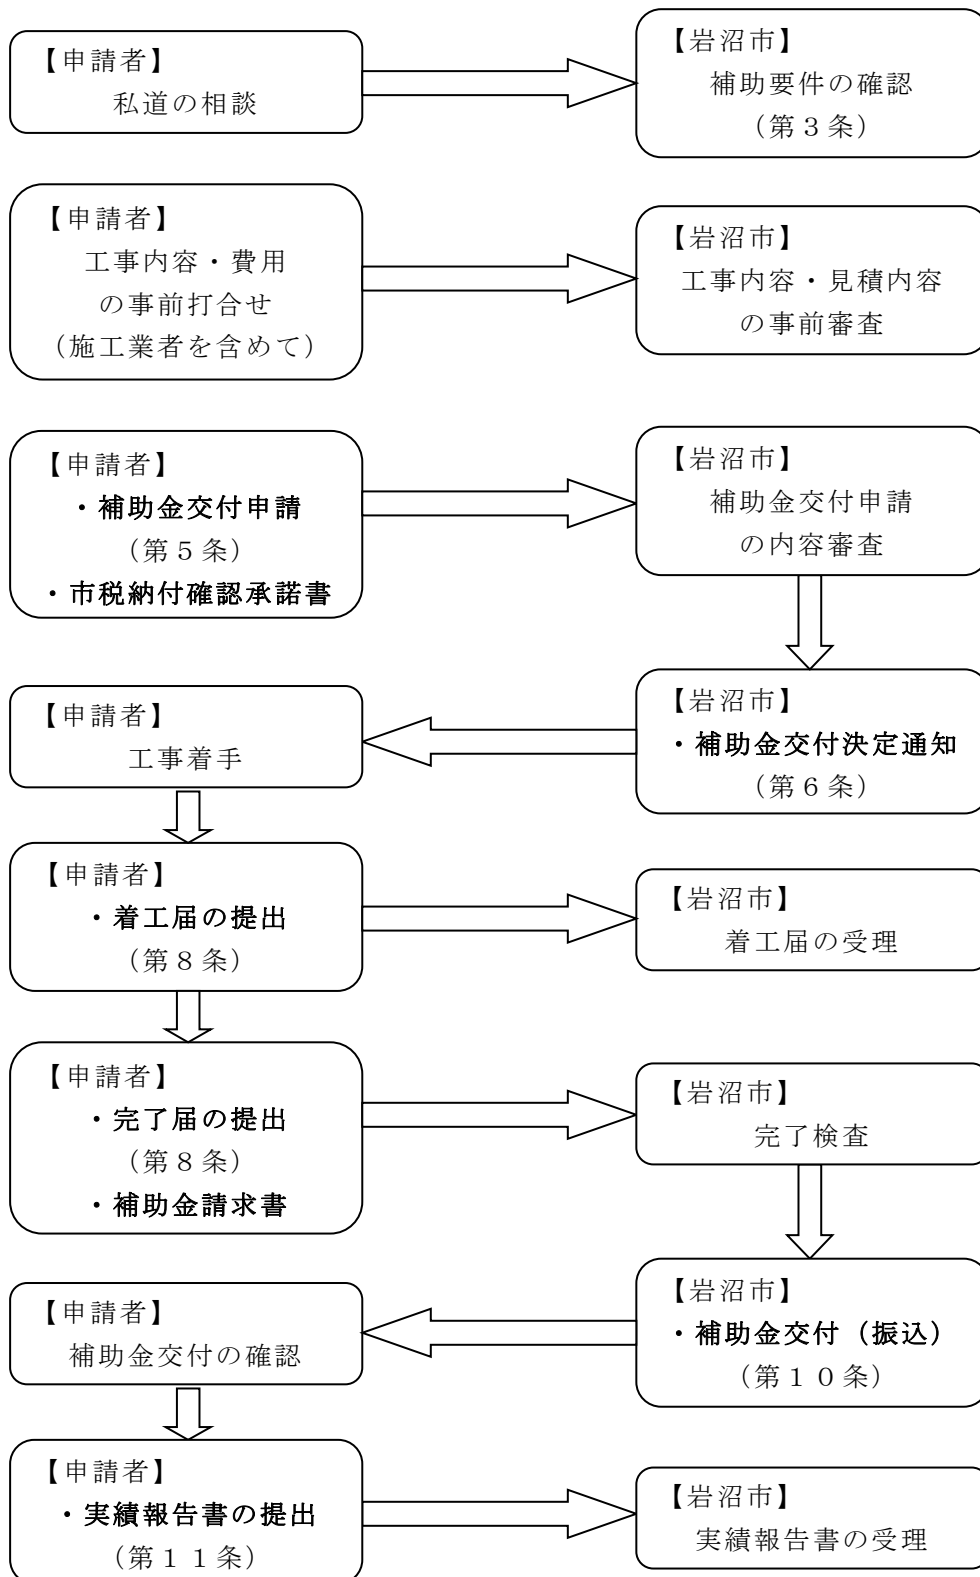 【申請者】
私道の相談
【岩沼市】
補助要件の確認
（第３条）
【申請者】
工事内容・費用
の事前打合せ
（施工業者を含めて）
【岩沼市】
工事内容・見積内容
の事前審査
【申請者】
・補助金交付申請
（第５条）
・市税納付確認承諾書
【岩沼市】
補助金交付申請
の内容審査
【岩沼市】
・補助金交付決定通知
（第６条）
【申請者】
工事着手
【申請者】
・着工届の提出
（第８条）
【岩沼市】
着工届の受理
【申請者】
・完了届の提出
（第８条）
・補助金請求書
【岩沼市】
完了検査
【岩沼市】
・補助金交付（振込）
（第１０条）
【申請者】
補助金交付の確認
【申請者】
・実績報告書の提出
（第１１条）
【岩沼市】
実績報告書の受理